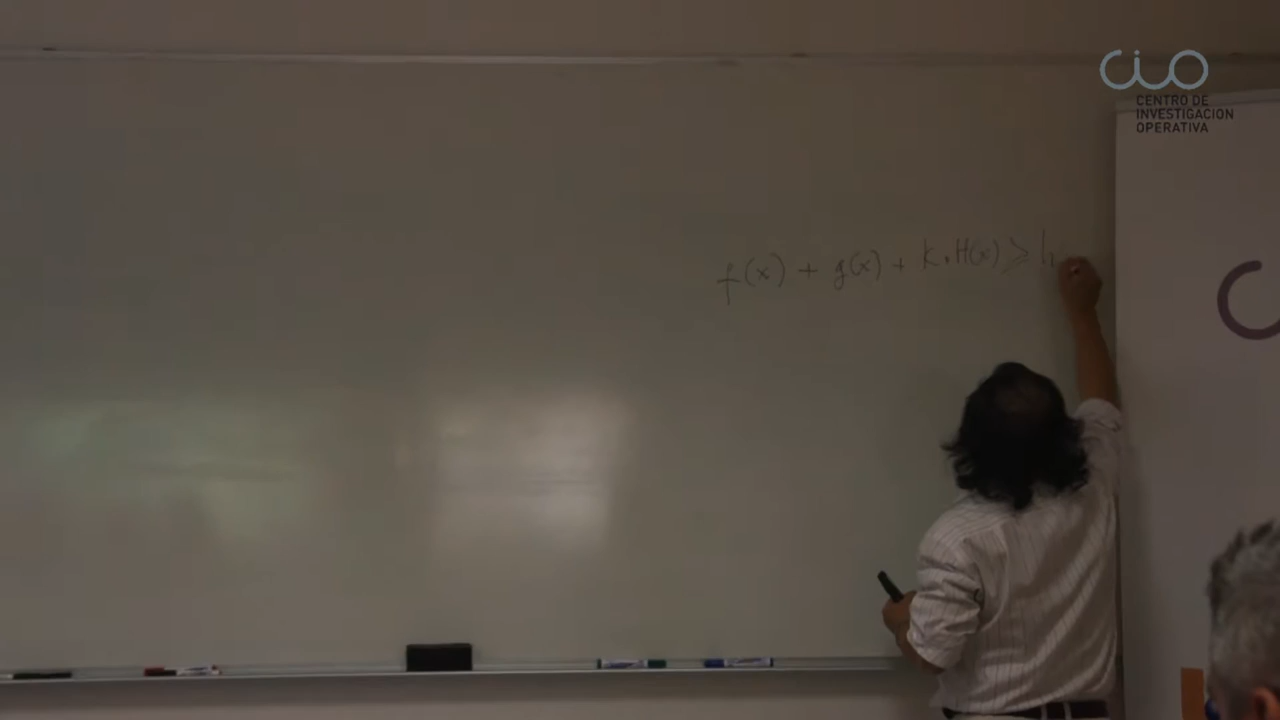 CIO
CENTRO DE
INVESTIGACION
OPERATIVA
f(x) + g(x) + K.H(x) ≥